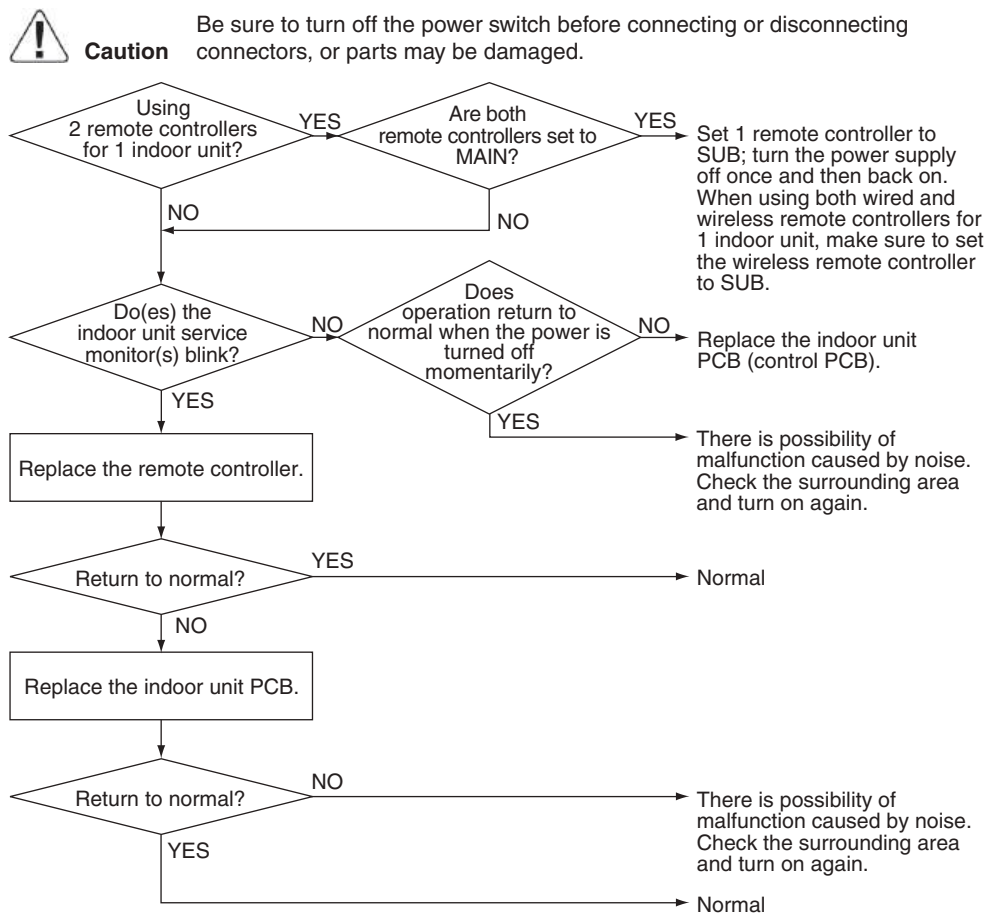 Be sure to turn off the power switch before connecting or disconnecting
Caution connectors, or parts may be damaged.
Using
2 remote controllers
for 1 indoor unit?
YES
Are both
remote controllers set to
MAIN?
YES
Set 1 remote controller to
SUB; turn the power supply
off once and then back on.
When using both wired and
wireless remote controllers for
1 indoor unit, make sure to set
the wireless remote controller
to SUB.
NO
NO
Do(es) the
indoor unit service
monitor(s) blink?
NO
Does
operation return to
normal when the power is
turned off
momentarily?
NO
Replace the indoor unit
PCB (control PCB).
YES
YES
There is possibility of
malfunction caused by noise.
Check the surrounding area
and turn on again.
Replace the remote controller.
Return to normal?
YES
Normal
NO
Replace the indoor unit PCB.
Return to normal?
NO
There is possibility of
malfunction caused by noise.
Check the surrounding area
and turn on again.
YES
Normal